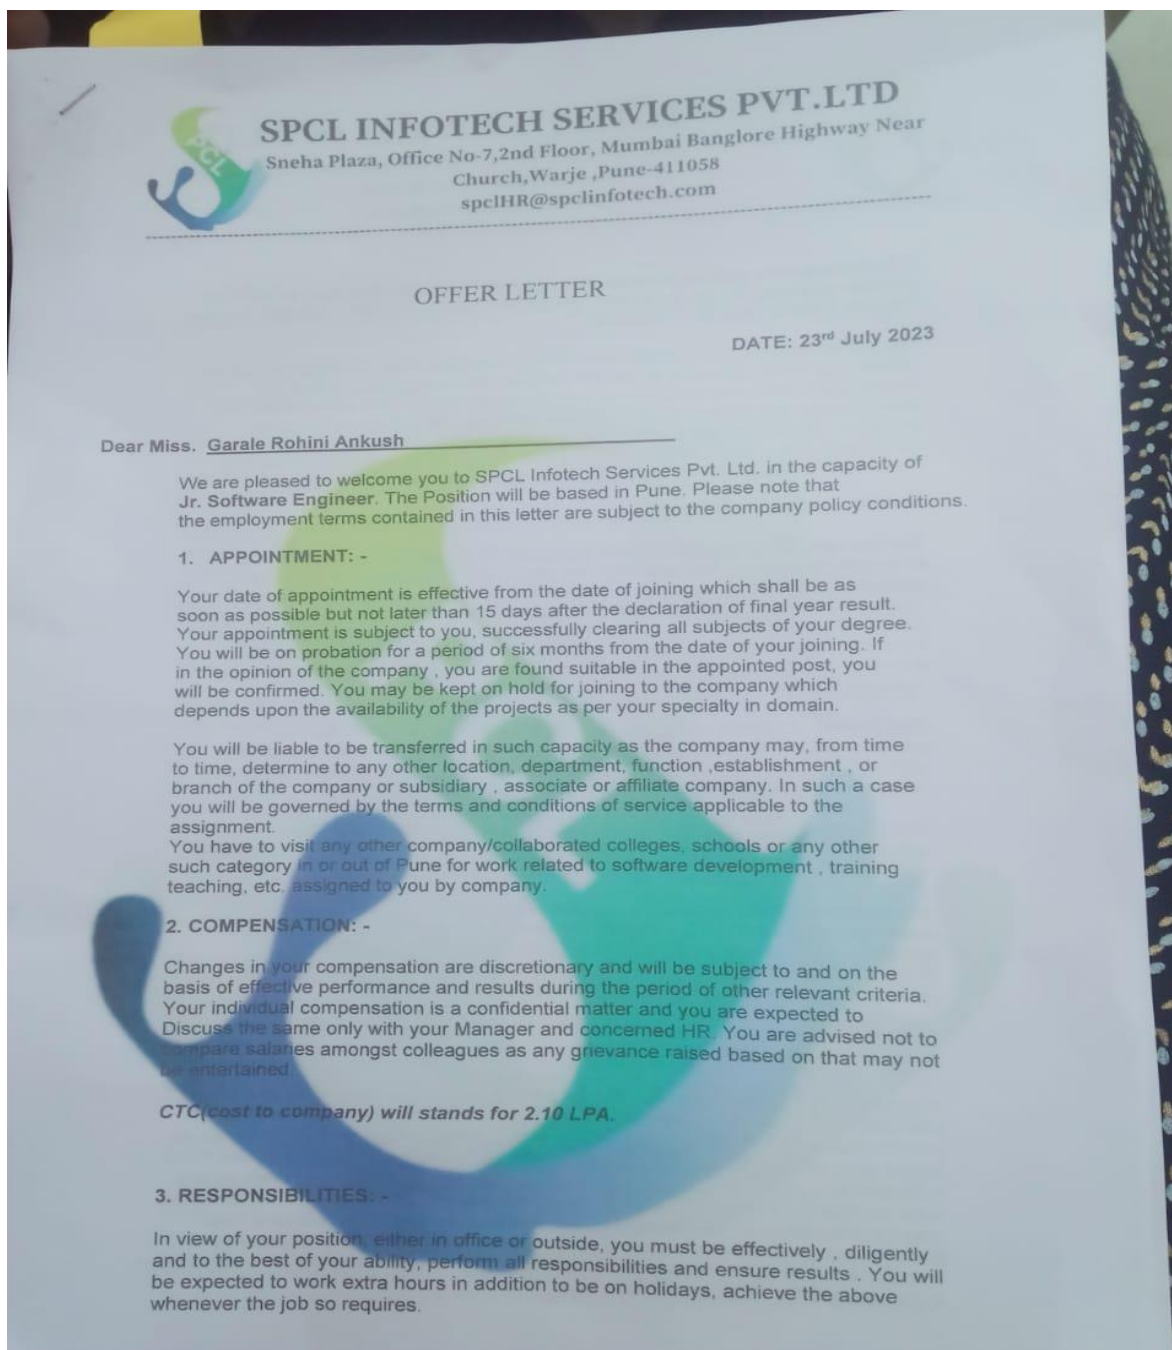 PCL
SPCL INFOTECH SERVICES PVT.LTD
Sneha Plaza, Office No-7,2nd Floor, Mumbai Banglore Highway Near
Church,Warje ,Pune-411058
spclHR@spclinfotech.com
OFFER LETTER
DATE: 23rd July 2023
Dear Miss. Garale Rohini Ankush
We are pleased to welcome you to SPCL Infotech Services Pvt. Ltd. in the capacity of
Jr. Software Engineer. The Position will be based in Pune. Please note that
the employment terms contained in this letter are subject to the company policy conditions.
1. APPOINTMENT: -
Your date of appointment is effective from the date of joining which shall be as
soon as possible but not later than 15 days after the declaration of final year result.
Your appointment is subject to you, successfully clearing all subjects of your degree.
You will be on probation for a period of six months from the date of your joining. If
in the opinion of the company , you are found suitable in the appointed post, you
will be confirmed. You may be kept on hold for joining to the company which
depends upon the availability of the projects as per your specialty in domain.
You will be liable to be transferred in such capacity as the company may, from time
to time, determine to any other location, department, function ,establishment , or
branch of the company or subsidiary , associate or affiliate company. In such a case
you will be governed by the terms and conditions of service applicable to the
assignment.
You have to visit any other company/collaborated colleges, schools or any other
such category in or out of Pune for work related to software development , training
teaching, etc. assigned to you by company.
2. COMPENSATION: -
Changes in your compensation are discretionary and will be subject to and on the
basis of effective performance and results during the period of other relevant criteria.
Your individual compensation is a confidential matter and you are expected to
Discuss the same only with your Manager and concerned HR. You are advised not to
compare salaries amongst colleagues as any grievance raised based on that may not
be entertained
CTC(cost to company) will stands for 2.10 LPA.
3. RESPONSIBILITIES: -
In view of your position, either in office or outside, you must be effectively , diligently
and to the best of your ability, perform all responsibilities and ensure results . You will
be expected to work extra hours in addition to be on holidays, achieve the above
whenever the job so requires.